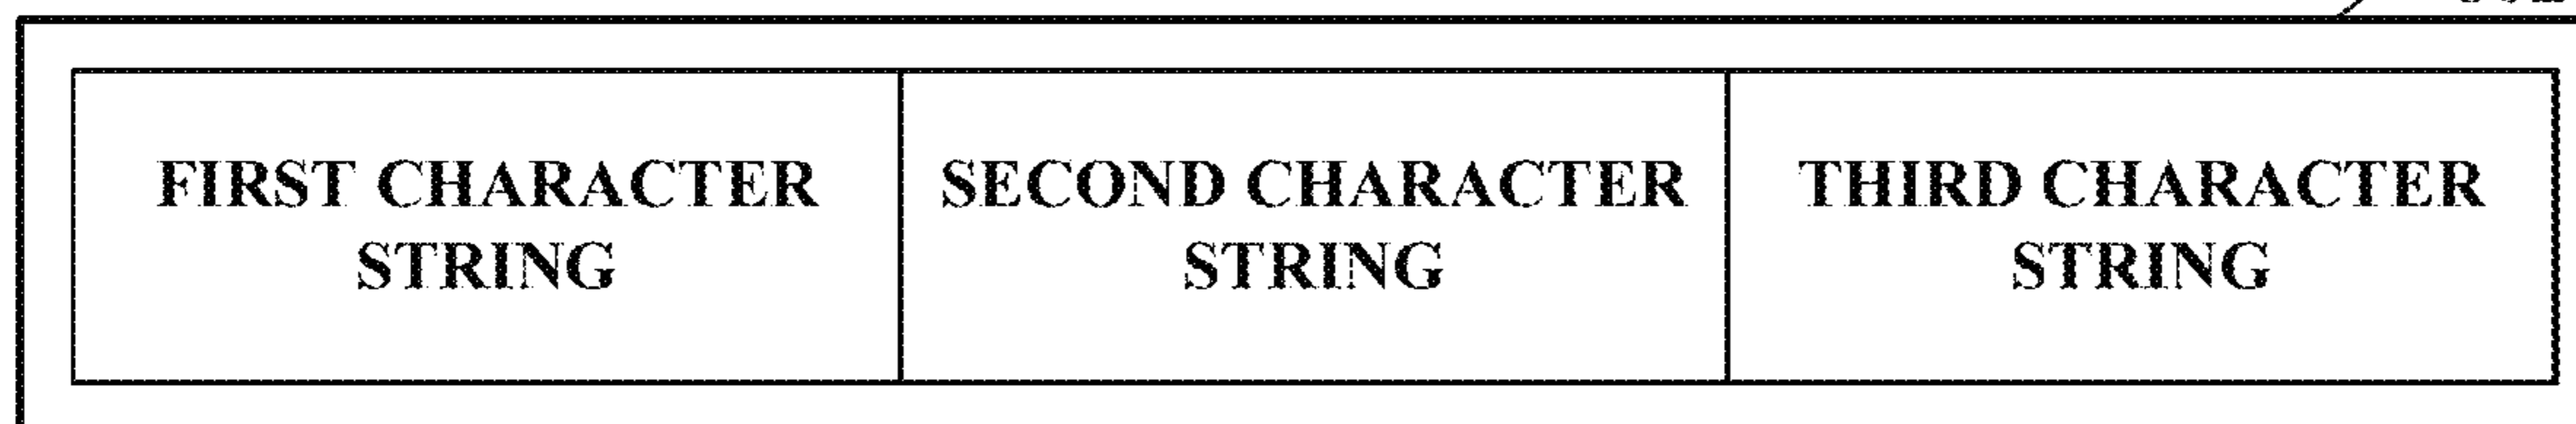 FIRST CHARACTER
STRING
SECOND CHARACTER
STRING
THIRD CHARACTER
STRING